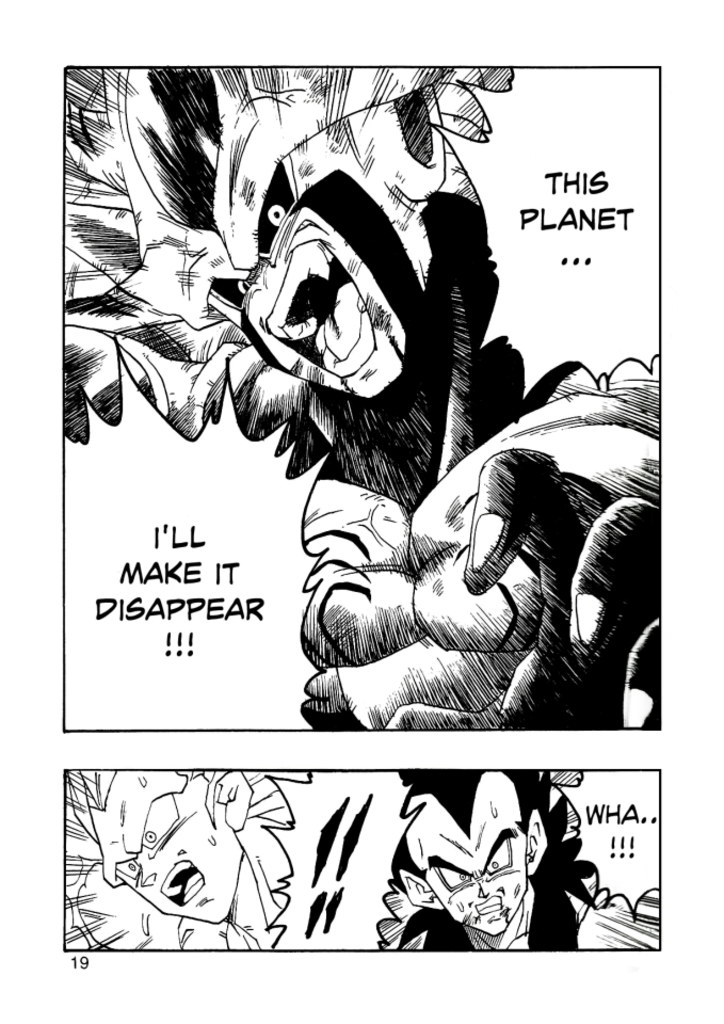 THIS
PLANET
...
I'LL
MAKE IT
DISAPPEAR
!!!
WHA..
!!!
19